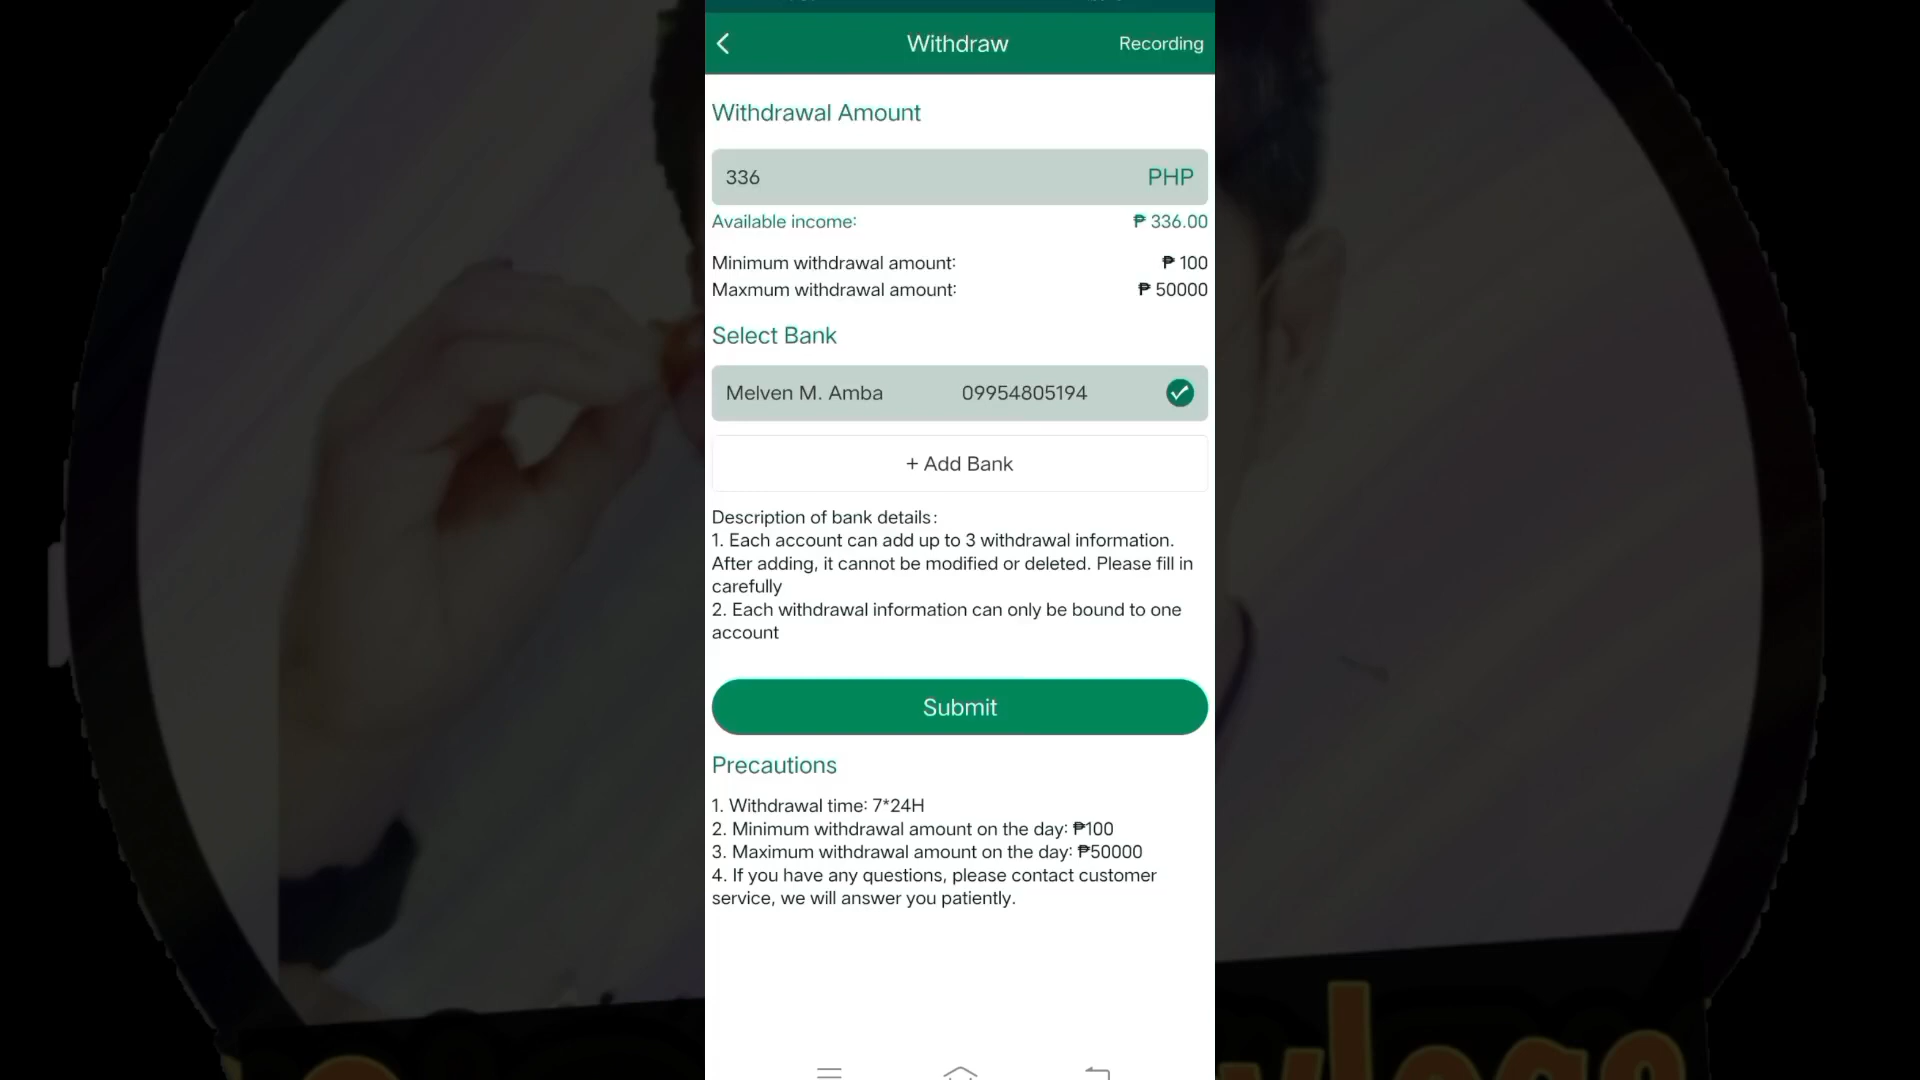 Withdraw
Recording
Withdrawal Amount
336 PHP
Available income: ₱ 336.00
Minimum withdrawal amount: ₱ 100
Maxmum withdrawal amount: ₱ 50000
Select Bank
Melven M. Amba 09954805194
+ Add Bank
Description of bank details:
1. Each account can add up to 3 withdrawal information.
After adding, it cannot be modified or deleted. Please fill in
carefully
2. Each withdrawal information can only be bound to one
account
Submit
Precautions
1. Withdrawal time: 7*24H
2. Minimum withdrawal amount on the day: ₱100
3. Maximum withdrawal amount on the day: ₱50000
4. If you have any questions, please contact customer
service, we will answer you patiently.